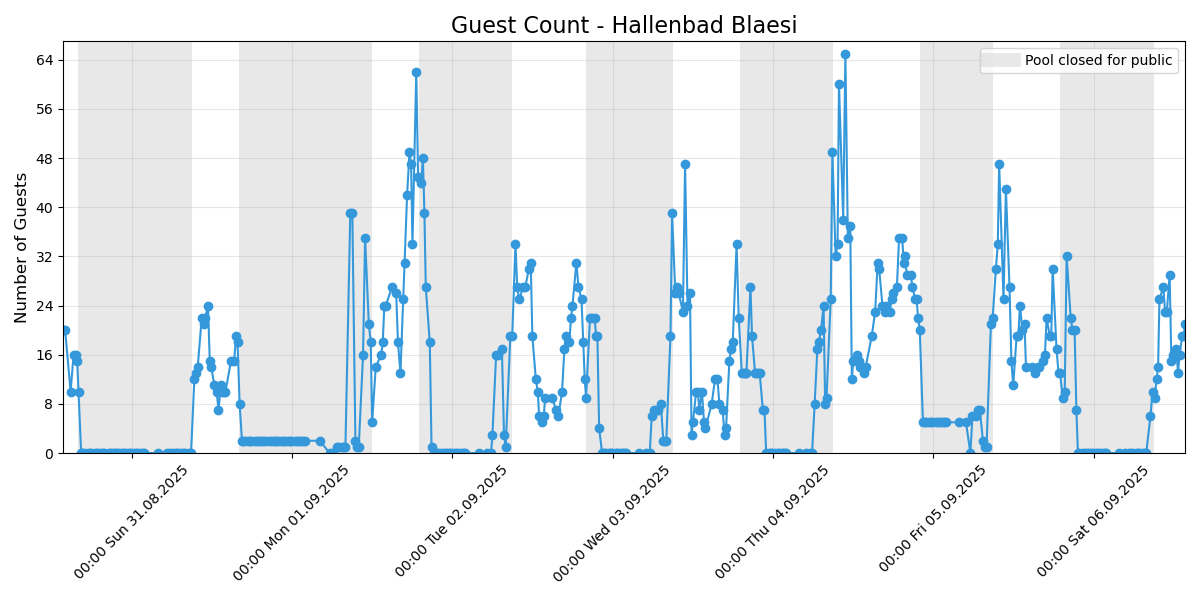 Guest Count - Hallenbad Blaesi
Pool closed for public
Number of Guests
64
56
48
40
32
24
16
8
0
00:00 Sun 31.08.2025
00:00 Mon 01.09.2025
00:00 Tue 02.09.2025
00:00 Wed 03.09.2025
00:00 Thu 04.09.2025
00:00 Fri 05.09.2025
00:00 Sat 06.09.2025